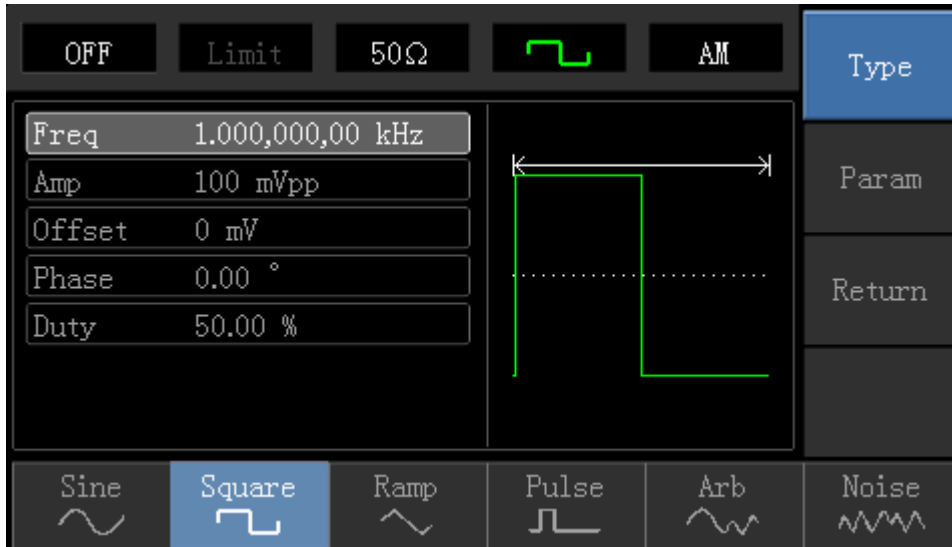 OFF Limit 50Ω AM
Type
Freq 1.000,000,00 kHz
Amp 100 mVpp
Offset 0 mV
Phase 0.00 °
Duty 50.00 %
Param
Return
Sine Square Ramp Pulse Arb Noise